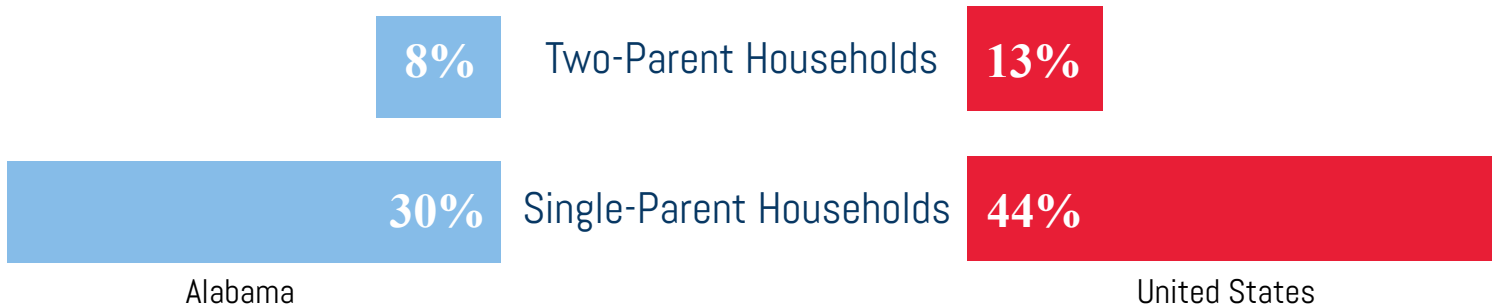 8% Two-Parent Households 13%
30% Single-Parent Households 44%
Alabama United States